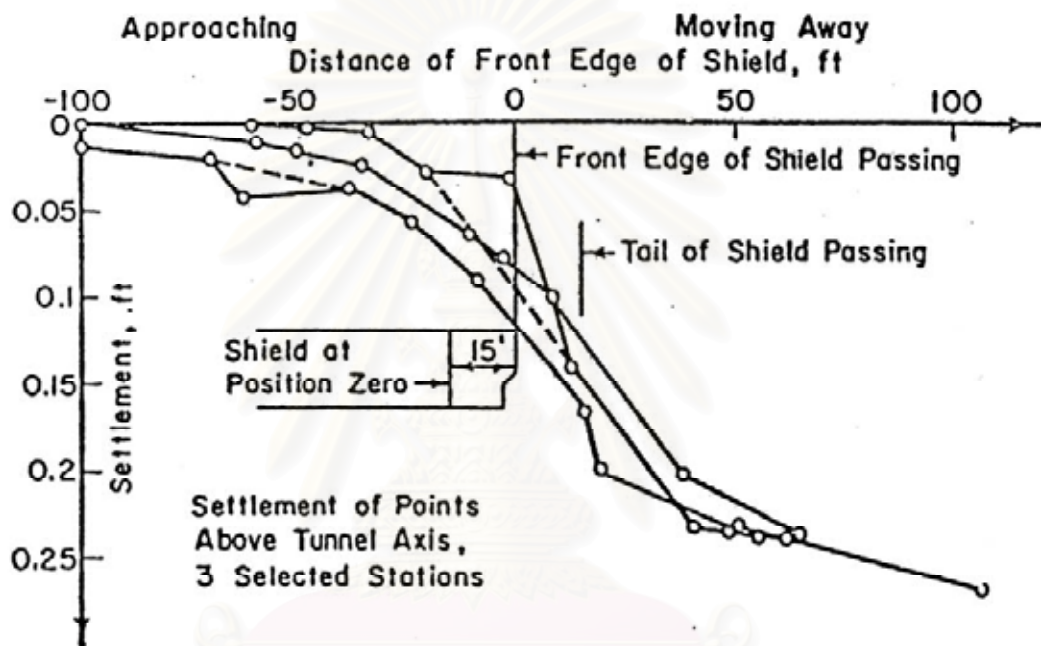 Approaching
Moving Away
Distance of Front Edge of Shield, ft
-100 -50 0 50 100
0
0.05
0.1
0.15
0.2
0.25
Settlement, .ft
Front Edge of Shield Passing
Tail of Shield Passing
Shield at
Position Zero
15'
Settlement of Points
Above Tunnel Axis,
3 Selected Stations